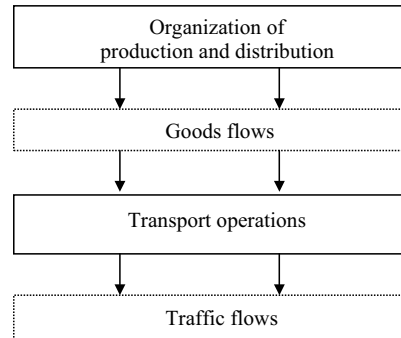 Organization of
production and distribution
Goods flows
Transport operations
Traffic flows